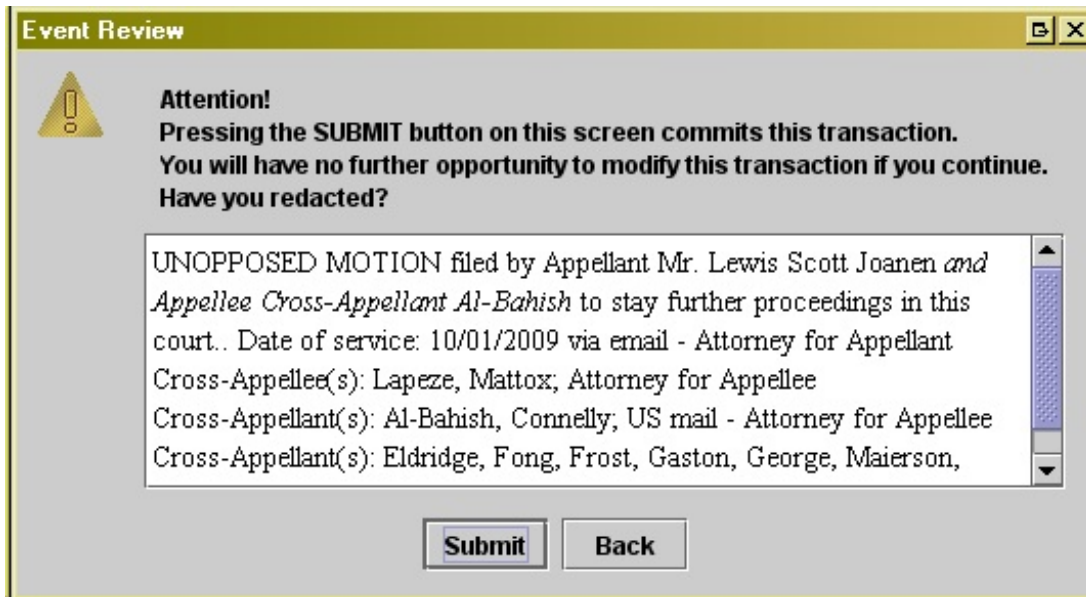 Event Review
Attention!
Pressing the SUBMIT button on this screen commits this transaction.
You will have no further opportunity to modify this transaction if you continue.
Have you redacted?
UNOPPOSED MOTION filed by Appellant Mr. Lewis Scott Joanen and
Appellee Cross-Appellant Al-Bahish to stay further proceedings in this
court.. Date of service: 10/01/2009 via email - Attorney for Appellant
Cross-Appellee(s): Lapeze, Mattox; Attorney for Appellee
Cross-Appellant(s): Al-Bahish, Connelly; US mail - Attorney for Appellee
Cross-Appellant(s): Eldridge, Fong, Frost, Gaston, George, Maierson,
Submit
Back